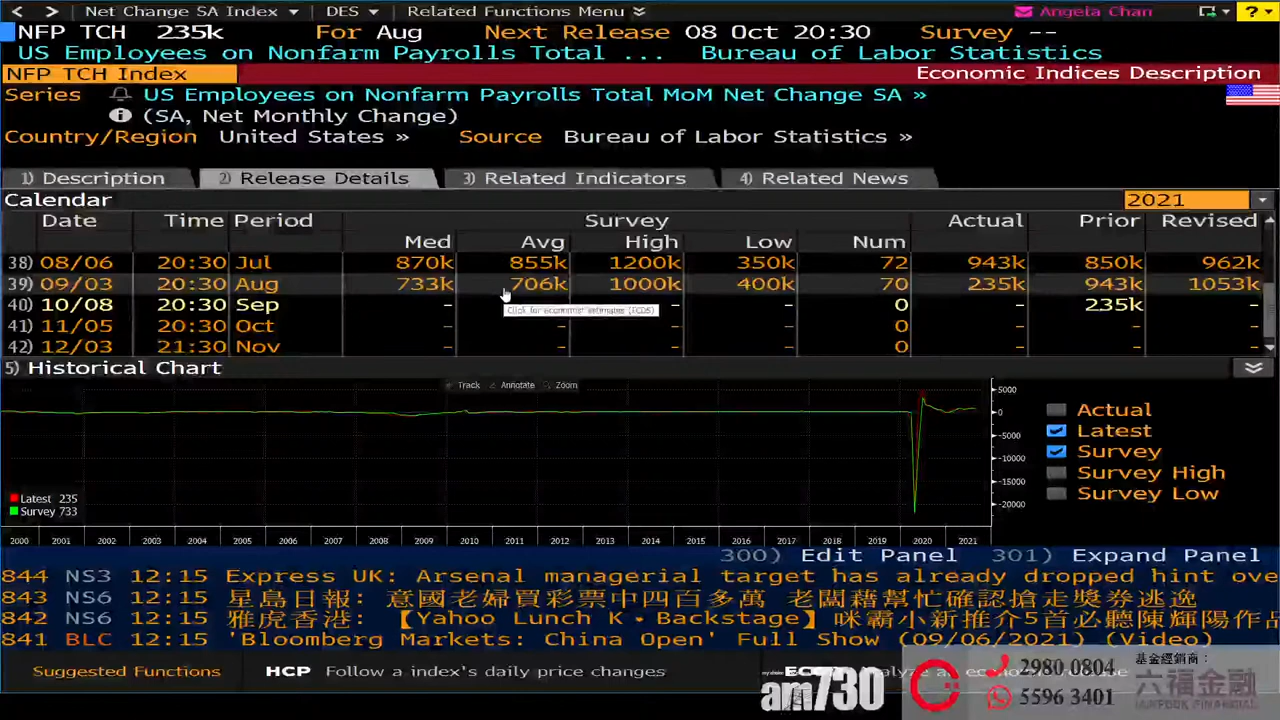 < > Net Change SA Index ▾ DES ▾ Related Functions Menu Angela Chan ?
NFP TCH 235k For Aug Next Release 08 Oct 20:30 Survey --
US Employees on Nonfarm Payrolls Total ... Bureau of Labor Statistics
NFP TCH Index Economic Indices Description
Series US Employees on Nonfarm Payrolls Total MoM Net Change SA »
(SA, Net Monthly Change)
Country/Region United States » Source Bureau of Labor Statistics »
1) Description 2) Release Details 3) Related Indicators 4) Related News
Calendar 2021
Date Time Period Survey Actual Prior Revised
Med Avg High Low Num
38) 08/06 20:30 Jul 870k 855k 1200k 350k 72 943k 850k 962k
39) 09/03 20:30 Aug 733k 706k 1000k 400k 70 235k 943k 1053k
40) 10/08 20:30 Sep - - - - 0 - 235k -
Click for economist estimates (ECOS)
41) 11/05 20:30 Oct - - - - 0 - - -
42) 12/03 21:30 Nov - - - - 0 - - -
5) Historical Chart
Track Annotate Zoom
5000
0
-5000
-10000
-15000
-20000
Actual
Latest
Survey
Survey High
Survey Low
Latest 235
Survey 733
2000 2001 2002 2003 2004 2005 2006 2007 2008 2009 2010 2011 2012 2013 2014 2015 2016 2017 2018 2019 2020 2021
300) Edit Panel 301) Expand Panel
844 NS3 12:15 Express UK: Arsenal managerial target has already dropped hint ove
843 NS6 12:15 星島日報: 意國老婦買彩票中四百多萬 老闆藉幫忙確認搶走獎券逃逸
842 NS6 12:15 雅虎香港: 【Yahoo Lunch K•Backstage】咪霸小新推介5首必聽陳輝陽作品
841 BLC 12:15 'Bloomberg Markets: China Open' Full Show (09/06/2021) (Video)
Suggested Functions HCP Follow a index's daily price changes
am730
2980 0804
5596 3401
基金經銷商:
六福金融
LUKFOOK FINANCIAL